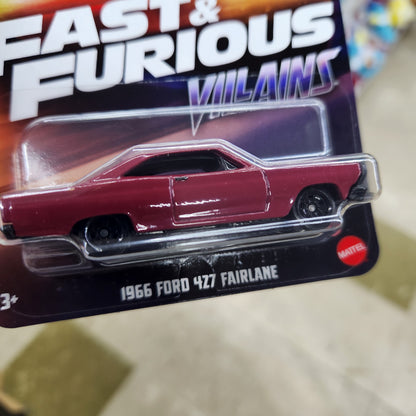 FAST &
FURIOUS
VILLAINS
1966 FORD 427 FAIRLANE
MATTEL
3+